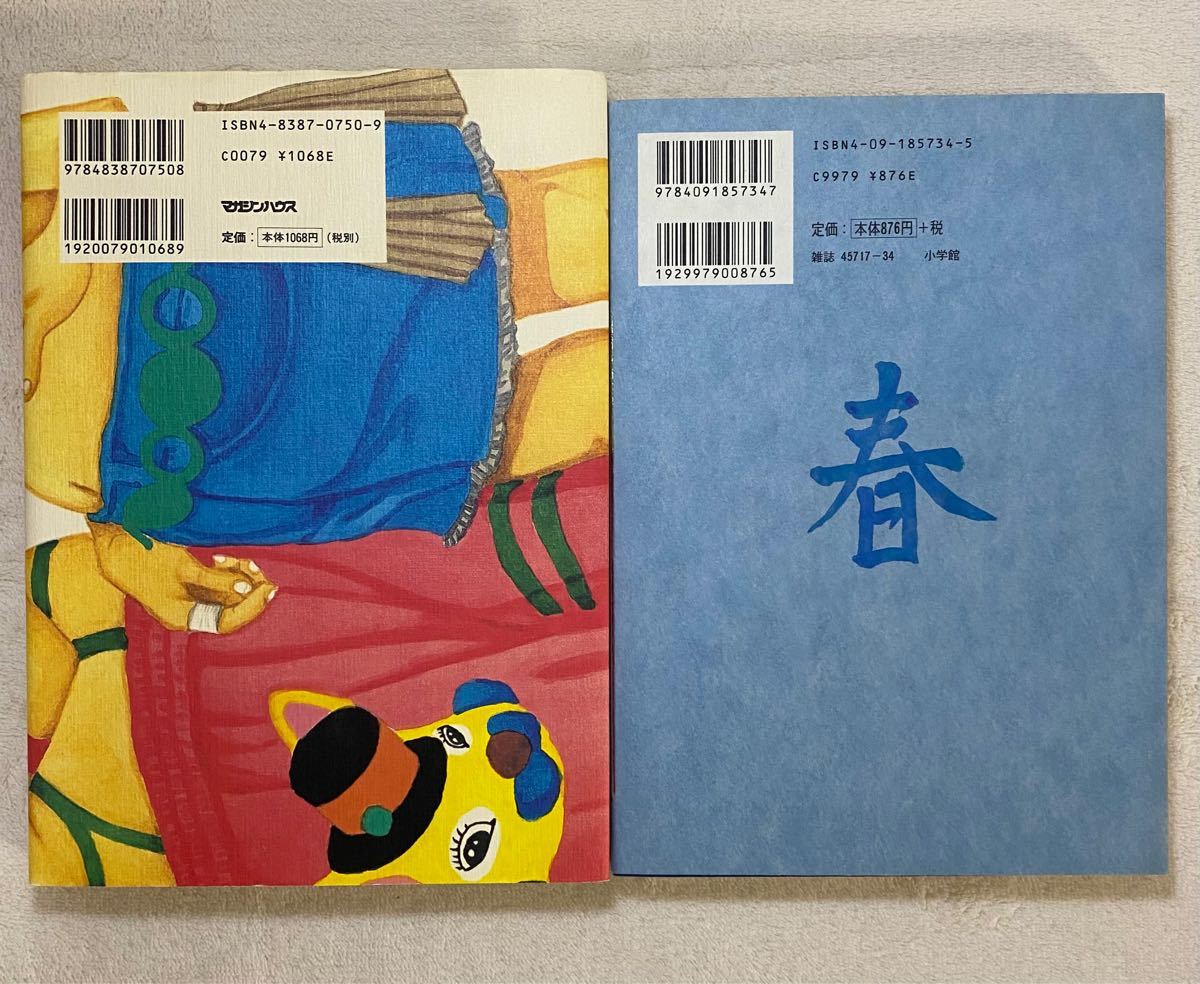 ISBN4-8387-0750-9
9784838707508
C0079 ¥1068E
マガジンハウス
1920079010689
定価：本体1068円（税別）
ISBN4-09-185734-5
9784091857347
C9979 ¥876E
定価：本体876円+税
1929979008765
雑誌 45717-34 小学館
春